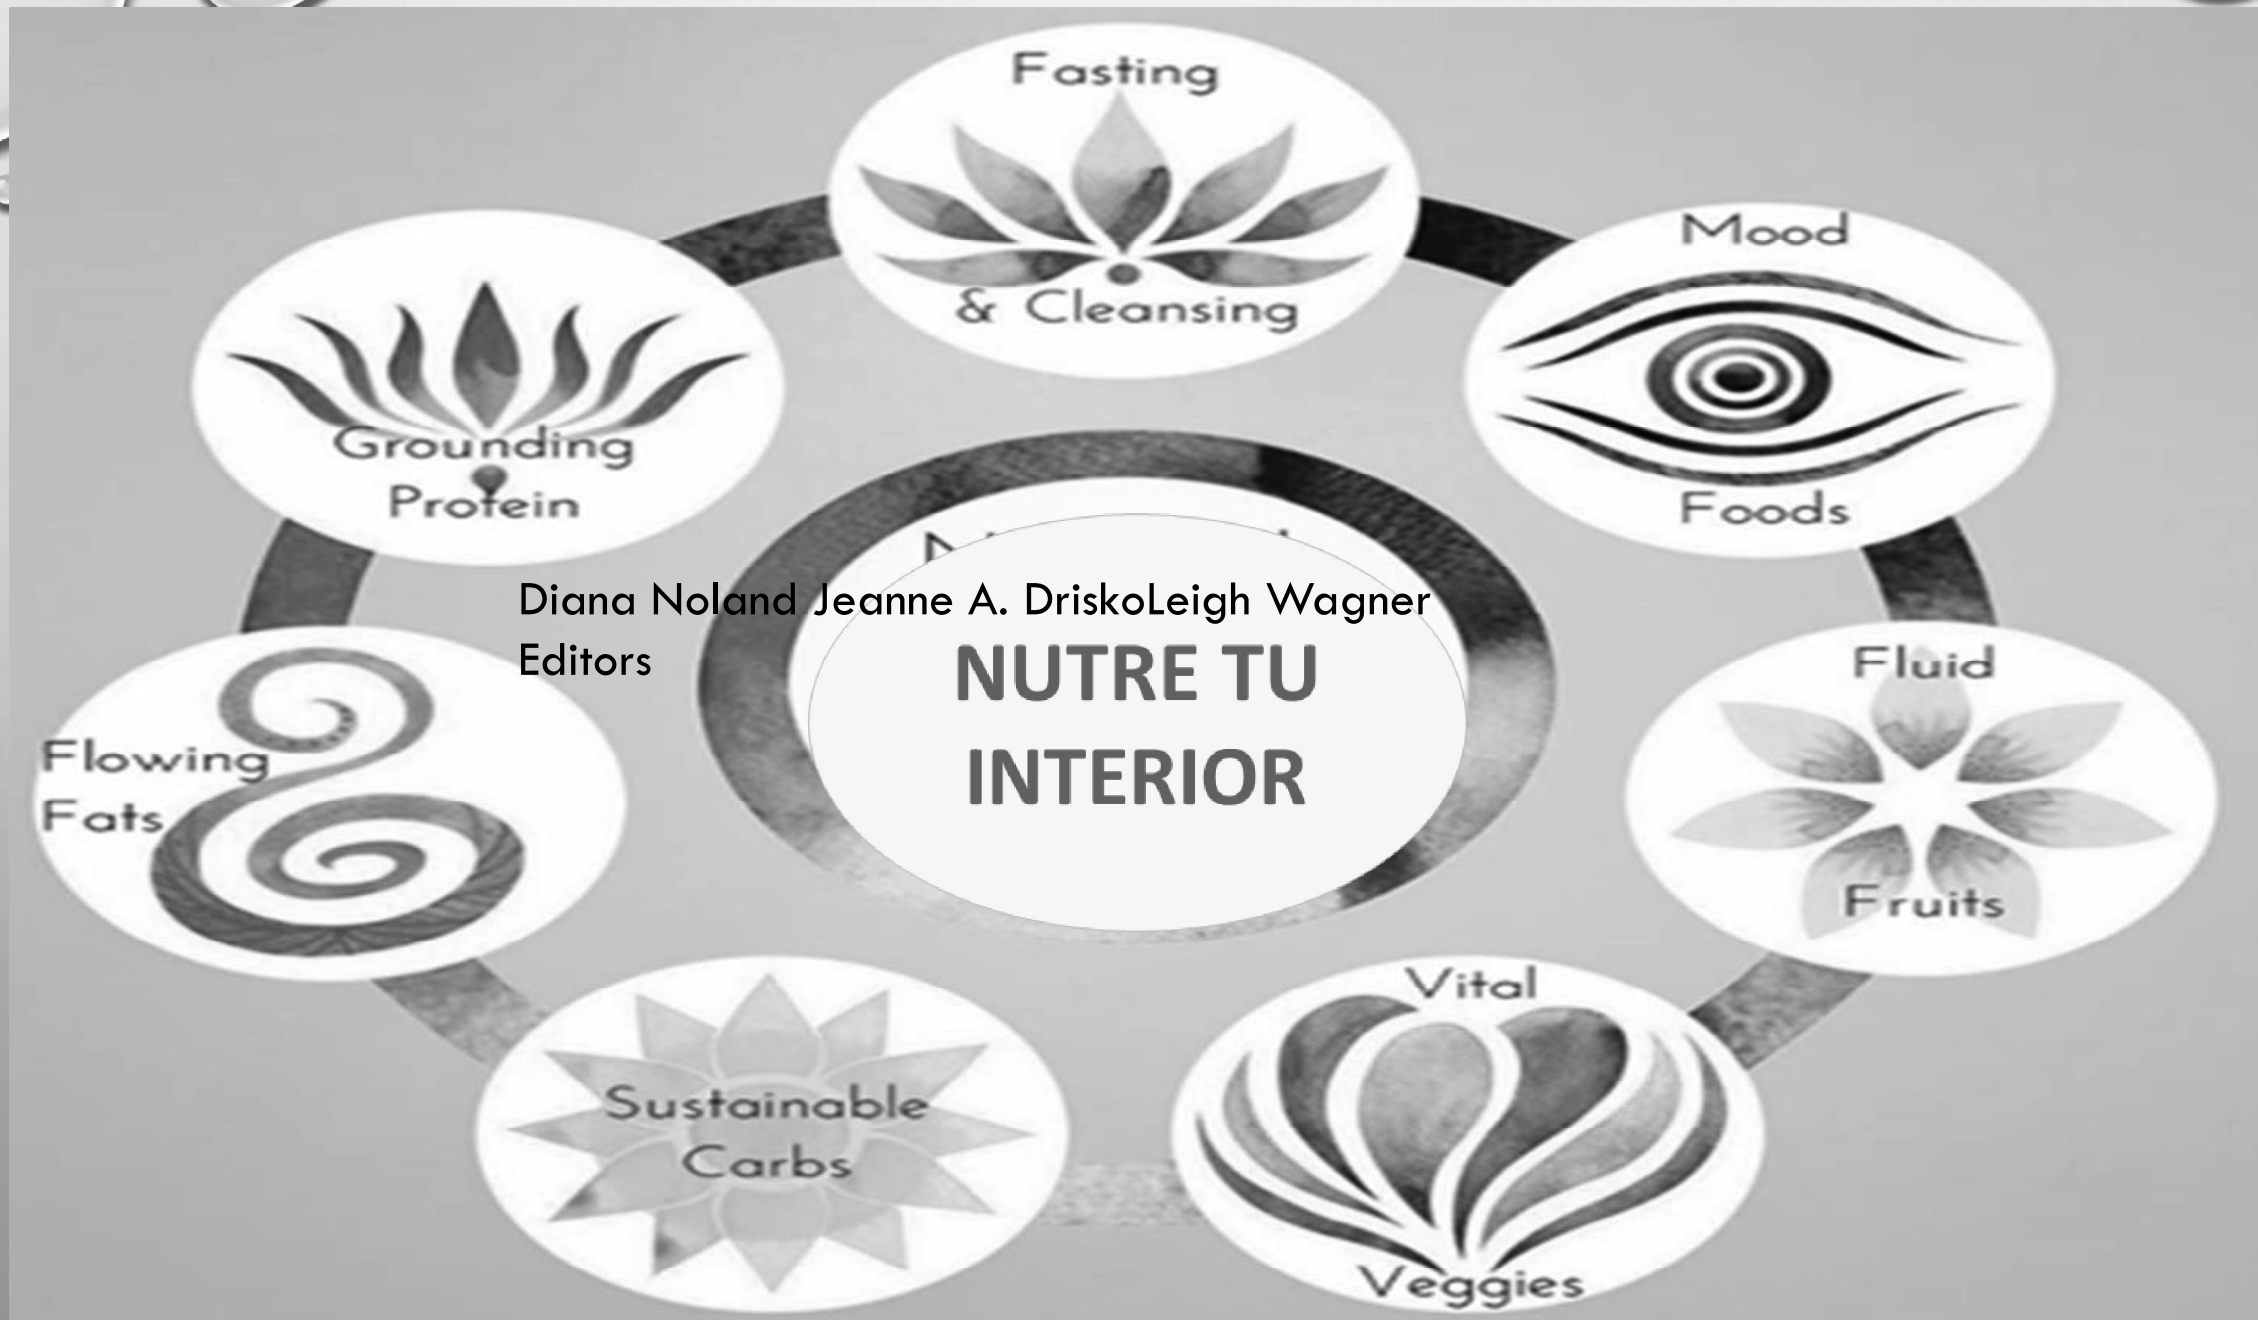 Fasting
& Cleansing
Mood
Foods
Grounding
Protein
Diana Noland Jeanne A. DriskoLeigh Wagner
Editors
NUTRE TU
INTERIOR
Fluid
Fruits
Flowing
Fats
Sustainable
Carbs
Vital
Veggies